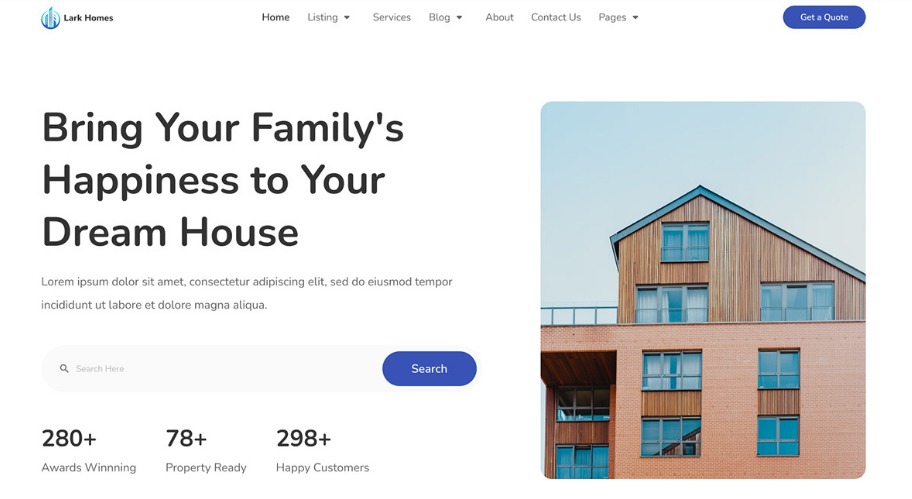 Lark Homes
Home Listing Services Blog About Contact Us Pages
Get a Quote
Bring Your Family's
Happiness to Your
Dream House
Lorem ipsum dolor sit amet, consectetur adipiscing elit, sed do eiusmod tempor
incididunt ut labore et dolore magna aliqua.
Search Here
Search
280+ 78+ 298+
Awards Winnning Property Ready Happy Customers